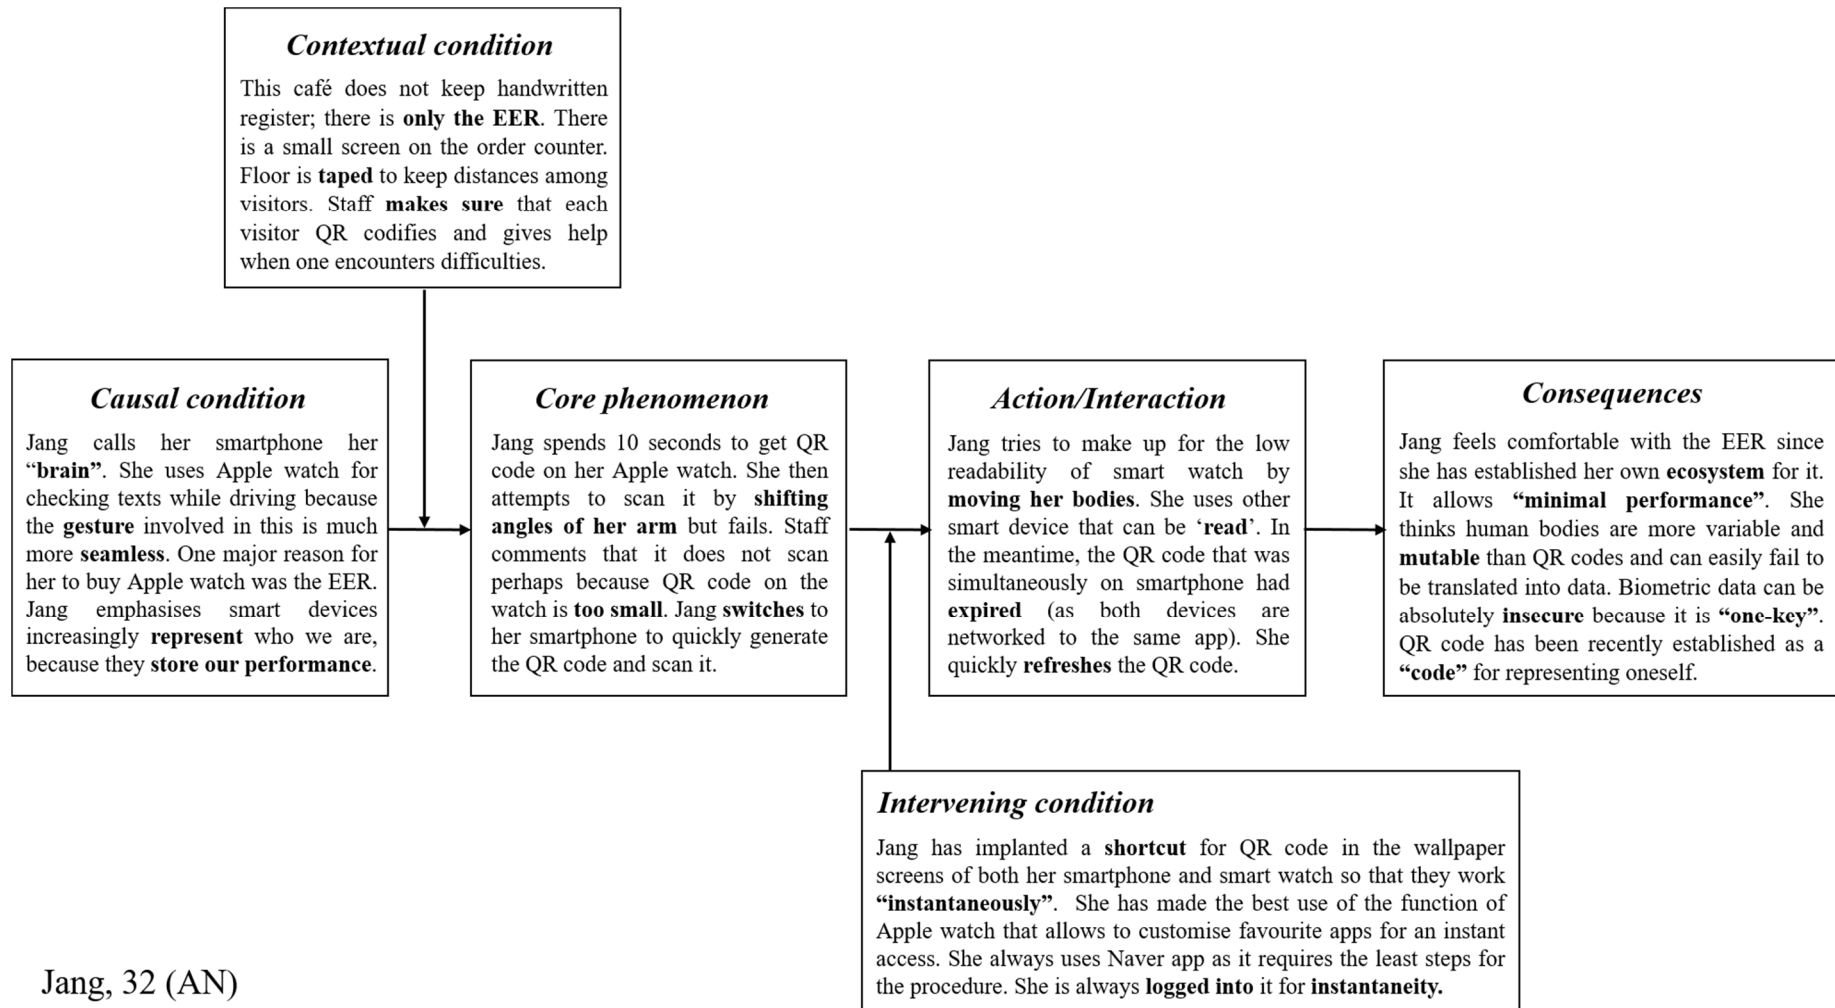 Contextual condition
This café does not keep handwritten
register; there is only the EER. There
is a small screen on the order counter.
Floor is taped to keep distances among
visitors. Staff makes sure that each
visitor QR codifies and gives help
when one encounters difficulties.
Causal condition
Jang calls her smartphone her
“brain”. She uses Apple watch for
checking texts while driving because
the gesture involved in this is much
more seamless. One major reason for
her to buy Apple watch was the EER.
Jang emphasises smart devices
increasingly represent who we are,
because they store our performance.
Core phenomenon
Jang spends 10 seconds to get QR
code on her Apple watch. She then
attempts to scan it by shifting
angles of her arm but fails. Staff
comments that it does not scan
perhaps because QR code on the
watch is too small. Jang switches to
her smartphone to quickly generate
the QR code and scan it.
Action/Interaction
Jang tries to make up for the low
readability of smart watch by
moving her bodies. She uses other
smart device that can be ‘read’. In
the meantime, the QR code that was
simultaneously on smartphone had
expired (as both devices are
networked to the same app). She
quickly refreshes the QR code.
Consequences
Jang feels comfortable with the EER since
she has established her own ecosystem for it.
It allows “minimal performance”. She
thinks human bodies are more variable and
mutable than QR codes and can easily fail to
be translated into data. Biometric data can be
absolutely insecure because it is “one-key”.
QR code has been recently established as a
“code” for representing oneself.
Intervening condition
Jang has implanted a shortcut for QR code in the wallpaper
screens of both her smartphone and smart watch so that they work
“instantaneously”. She has made the best use of the function of
Apple watch that allows to customise favourite apps for an instant
access. She always uses Naver app as it requires the least steps for
the procedure. She is always logged into it for instantaneity.
Jang, 32 (AN)